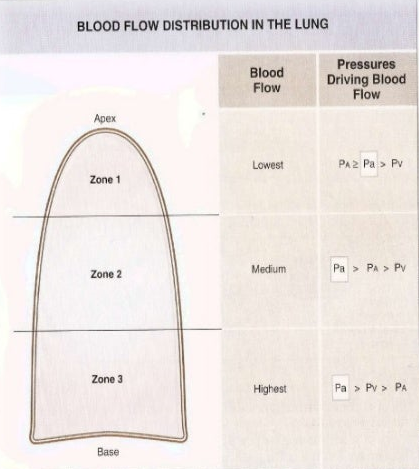 BLOOD FLOW DISTRIBUTION IN THE LUNG
Blood
Flow
Pressures
Driving Blood
Flow
Apex
Zone 1
Lowest
PA ≥ Pa > PV
Zone 2
Medium
Pa > PA > PV
Zone 3
Highest
Pa > PV > PA
Base